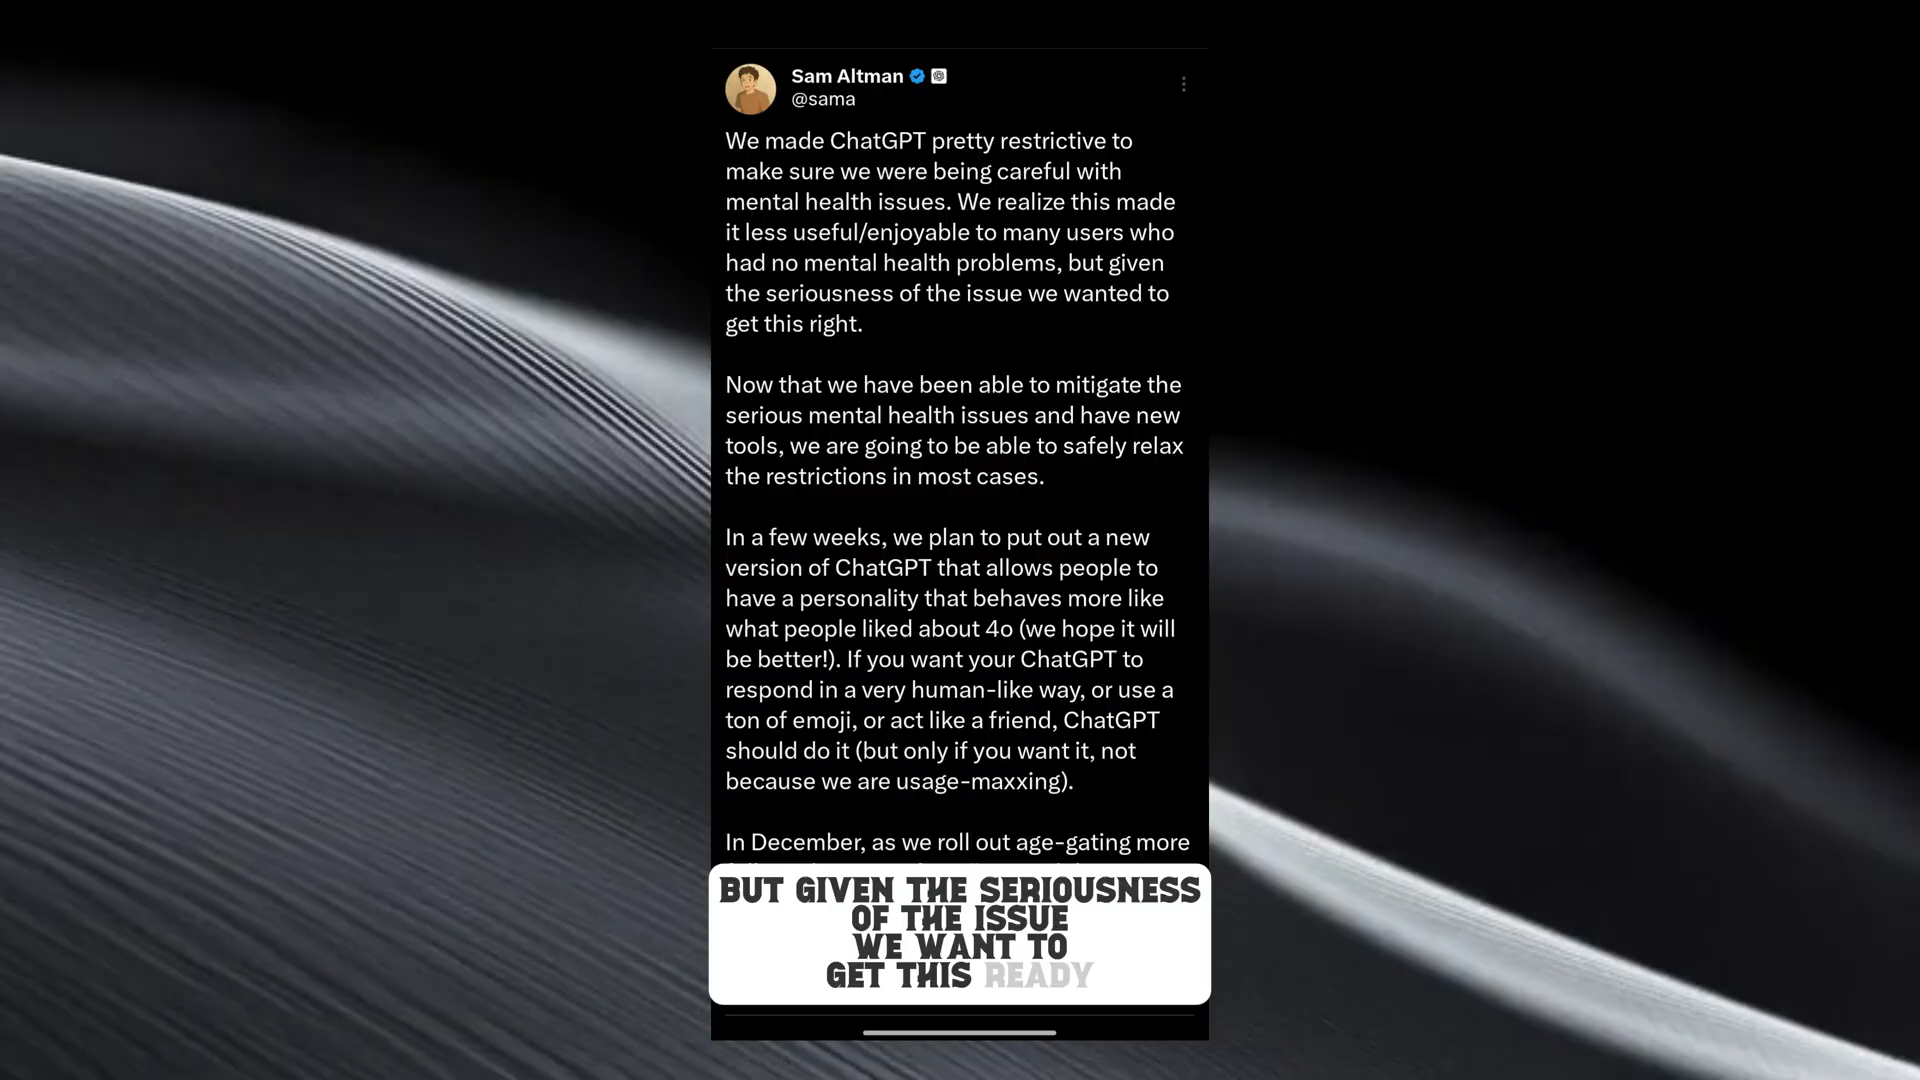 Sam Altman
@sama
We made ChatGPT pretty restrictive to
make sure we were being careful with
mental health issues. We realize this made
it less useful/enjoyable to many users who
had no mental health problems, but given
the seriousness of the issue we wanted to
get this right.
Now that we have been able to mitigate the
serious mental health issues and have new
tools, we are going to be able to safely relax
the restrictions in most cases.
In a few weeks, we plan to put out a new
version of ChatGPT that allows people to
have a personality that behaves more like
what people liked about 4o (we hope it will
be better!). If you want your ChatGPT to
respond in a very human-like way, or use a
ton of emoji, or act like a friend, ChatGPT
should do it (but only if you want it, not
because we are usage-maxxing).
In December, as we roll out age-gating more
BUT GIVEN THE SERIOUSNESS
OF THE ISSUE
WE WANT TO
GET THIS READY